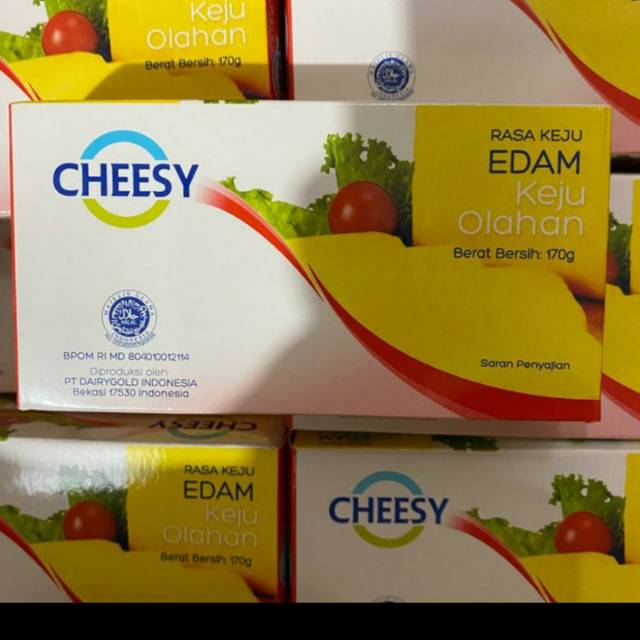 Keju
Olahan
Berat Bersih: 170g
CHEESY
RASA KEJU
EDAM
Keju
Olahan
Berat Bersih: 170g
BPOM RI MD 804010012114
Diproduksi oleh
PT DAIRYGOLD INDONESIA
Bekasi 17530 Indonesia
Saran Penyajian
CHEESY
RASA KEJU
EDAM
Keju
Olahan
Berat Bersih: 170g
EDAM
CHEESY